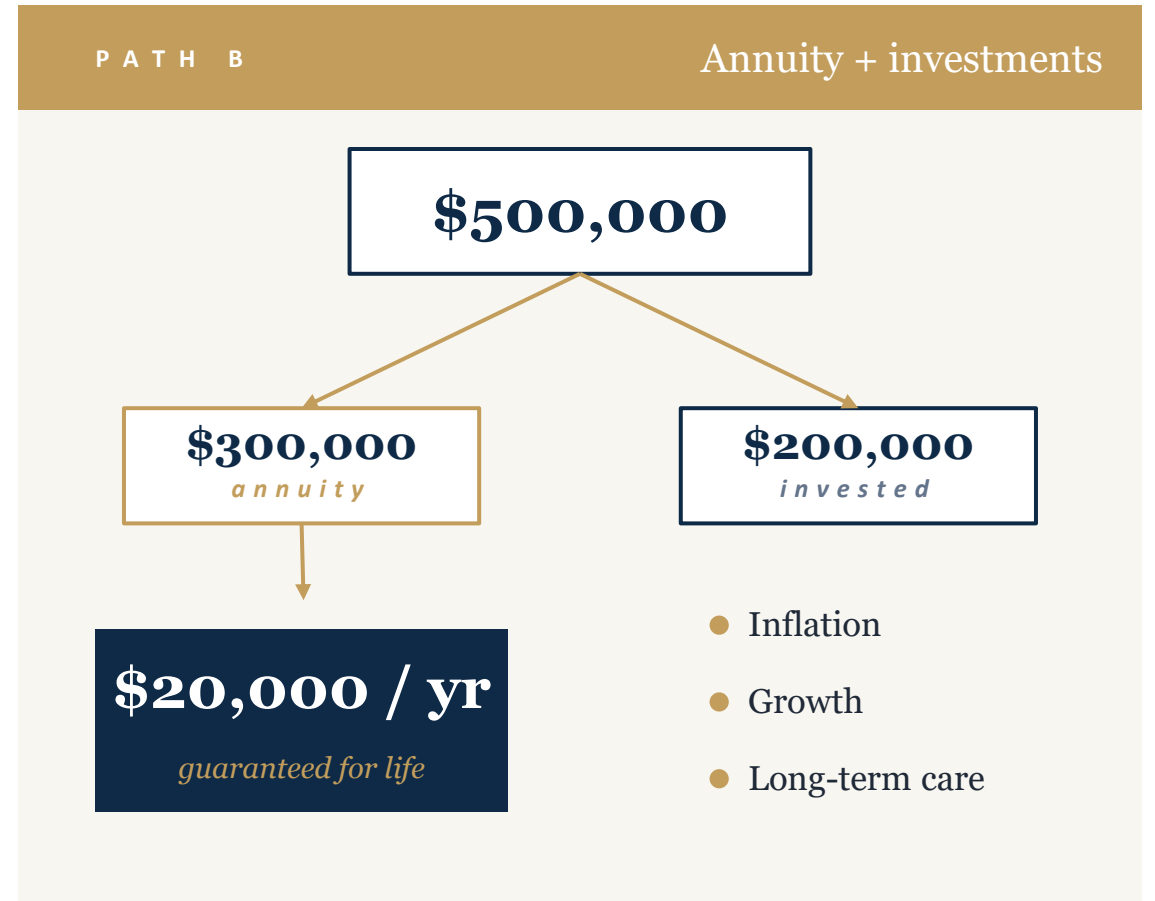 PATH B
Annuity + investments
$500,000
$300,000
annuity
$200,000
invested
$20,000 / yr
guaranteed for life
Inflation
Growth
Long-term care